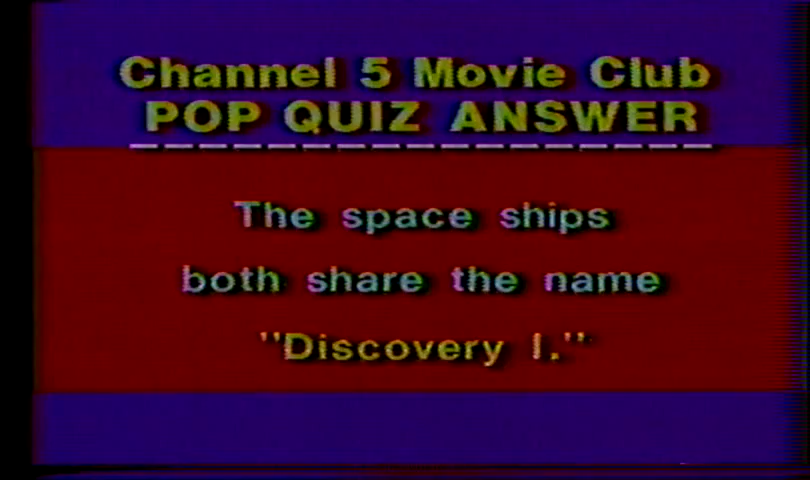 Channel 5 Movie Club
POP QUIZ ANSWER
The space ships
both share the name
"Discovery I."